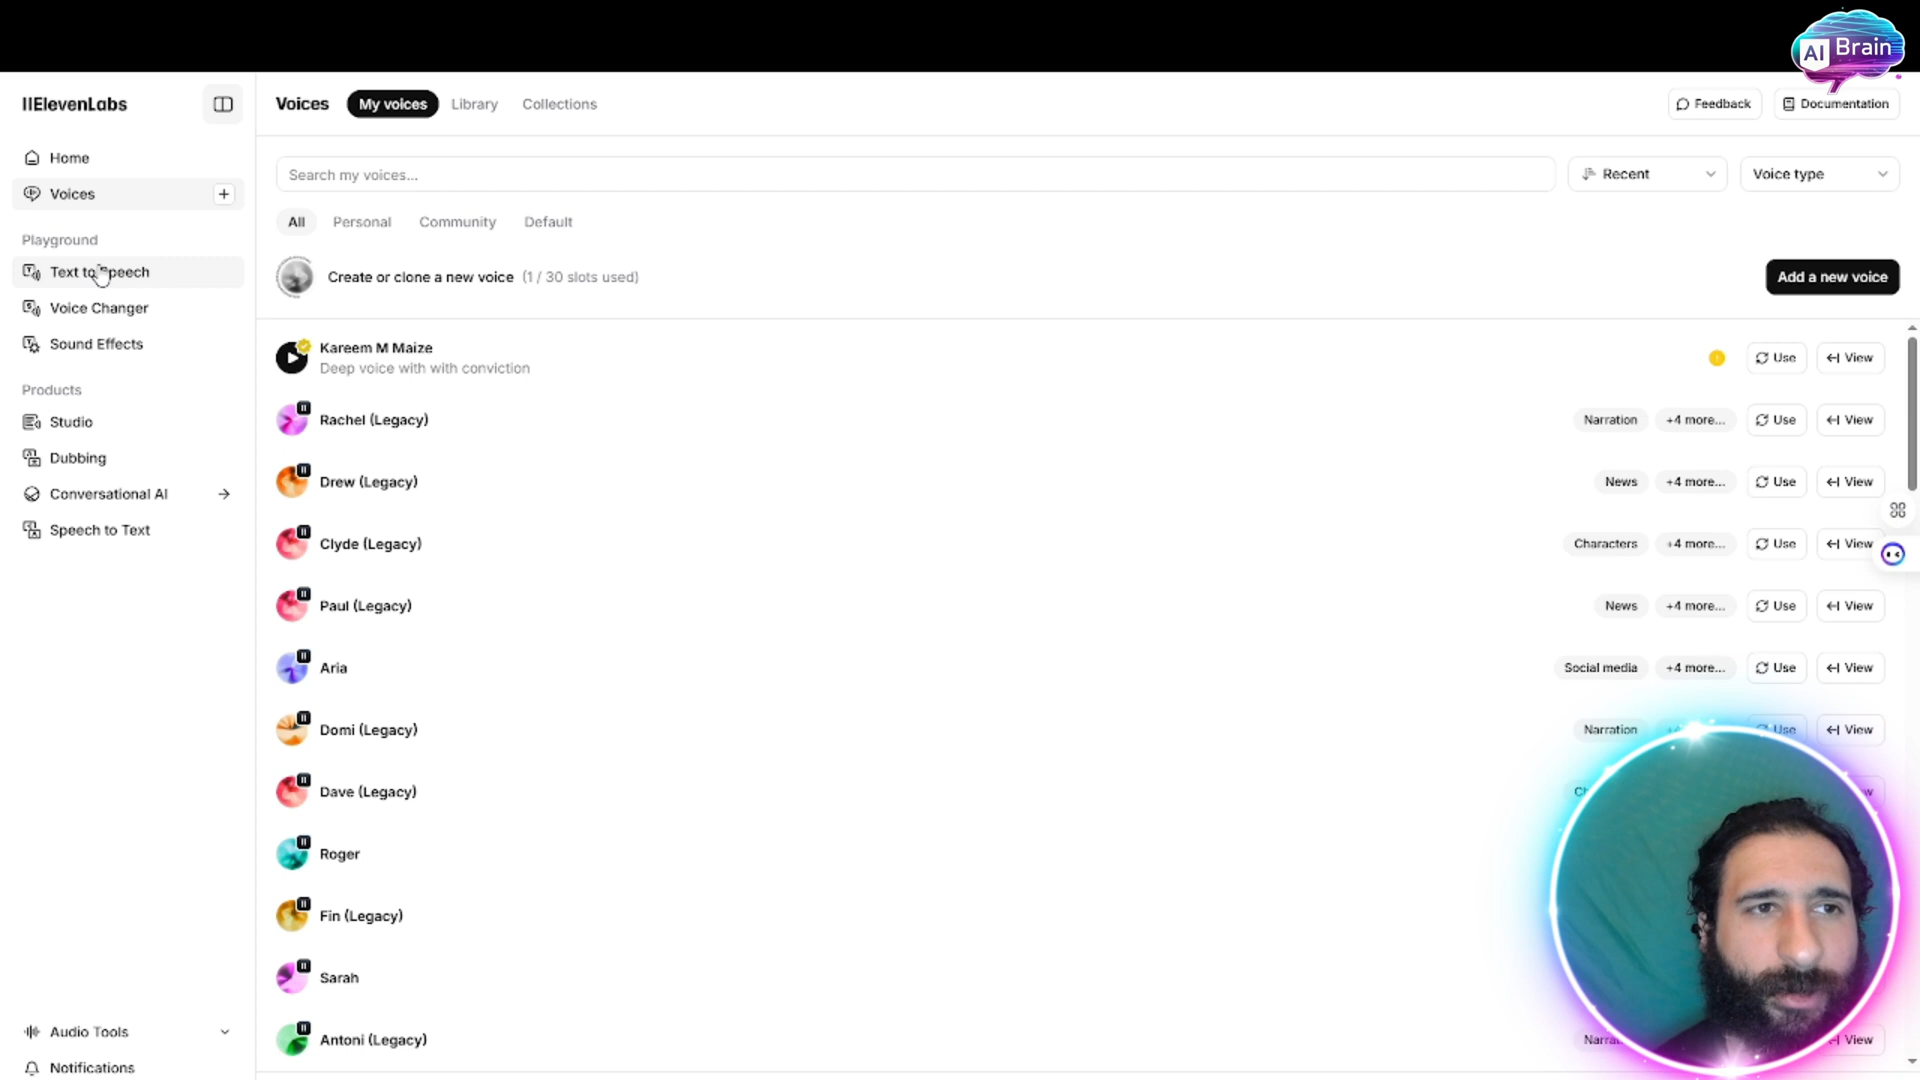 AI Brain
IIElevenLabs
Voices My voices Library Collections
Feedback Documentation
Home
Voices +
Playground
Text to Speech
Voice Changer
Sound Effects
Products
Studio
Dubbing
Conversational AI
Speech to Text
Audio Tools
Notifications
Search my voices...
Recent
Voice type
All Personal Community Default
Create or clone a new voice (1 / 30 slots used)
Add a new voice
Kareem M Maize
Deep voice with with conviction
Use View
Rachel (Legacy) Narration +4 more... Use View
Drew (Legacy) News +4 more... Use View
Clyde (Legacy) Characters +4 more... Use View
Paul (Legacy) News +4 more... Use View
Aria Social media +4 more... Use View
Domi (Legacy) Narration Use View
Dave (Legacy)
Roger
Fin (Legacy)
Sarah
Antoni (Legacy) View